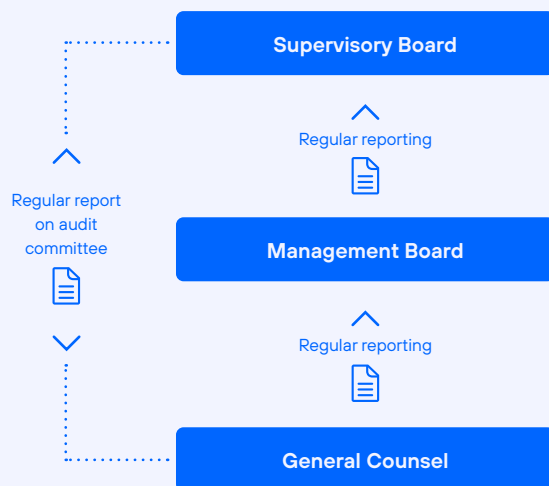 Supervisory Board
Regular reporting
Regular report
on audit
committee
Management Board
Regular reporting
General Counsel